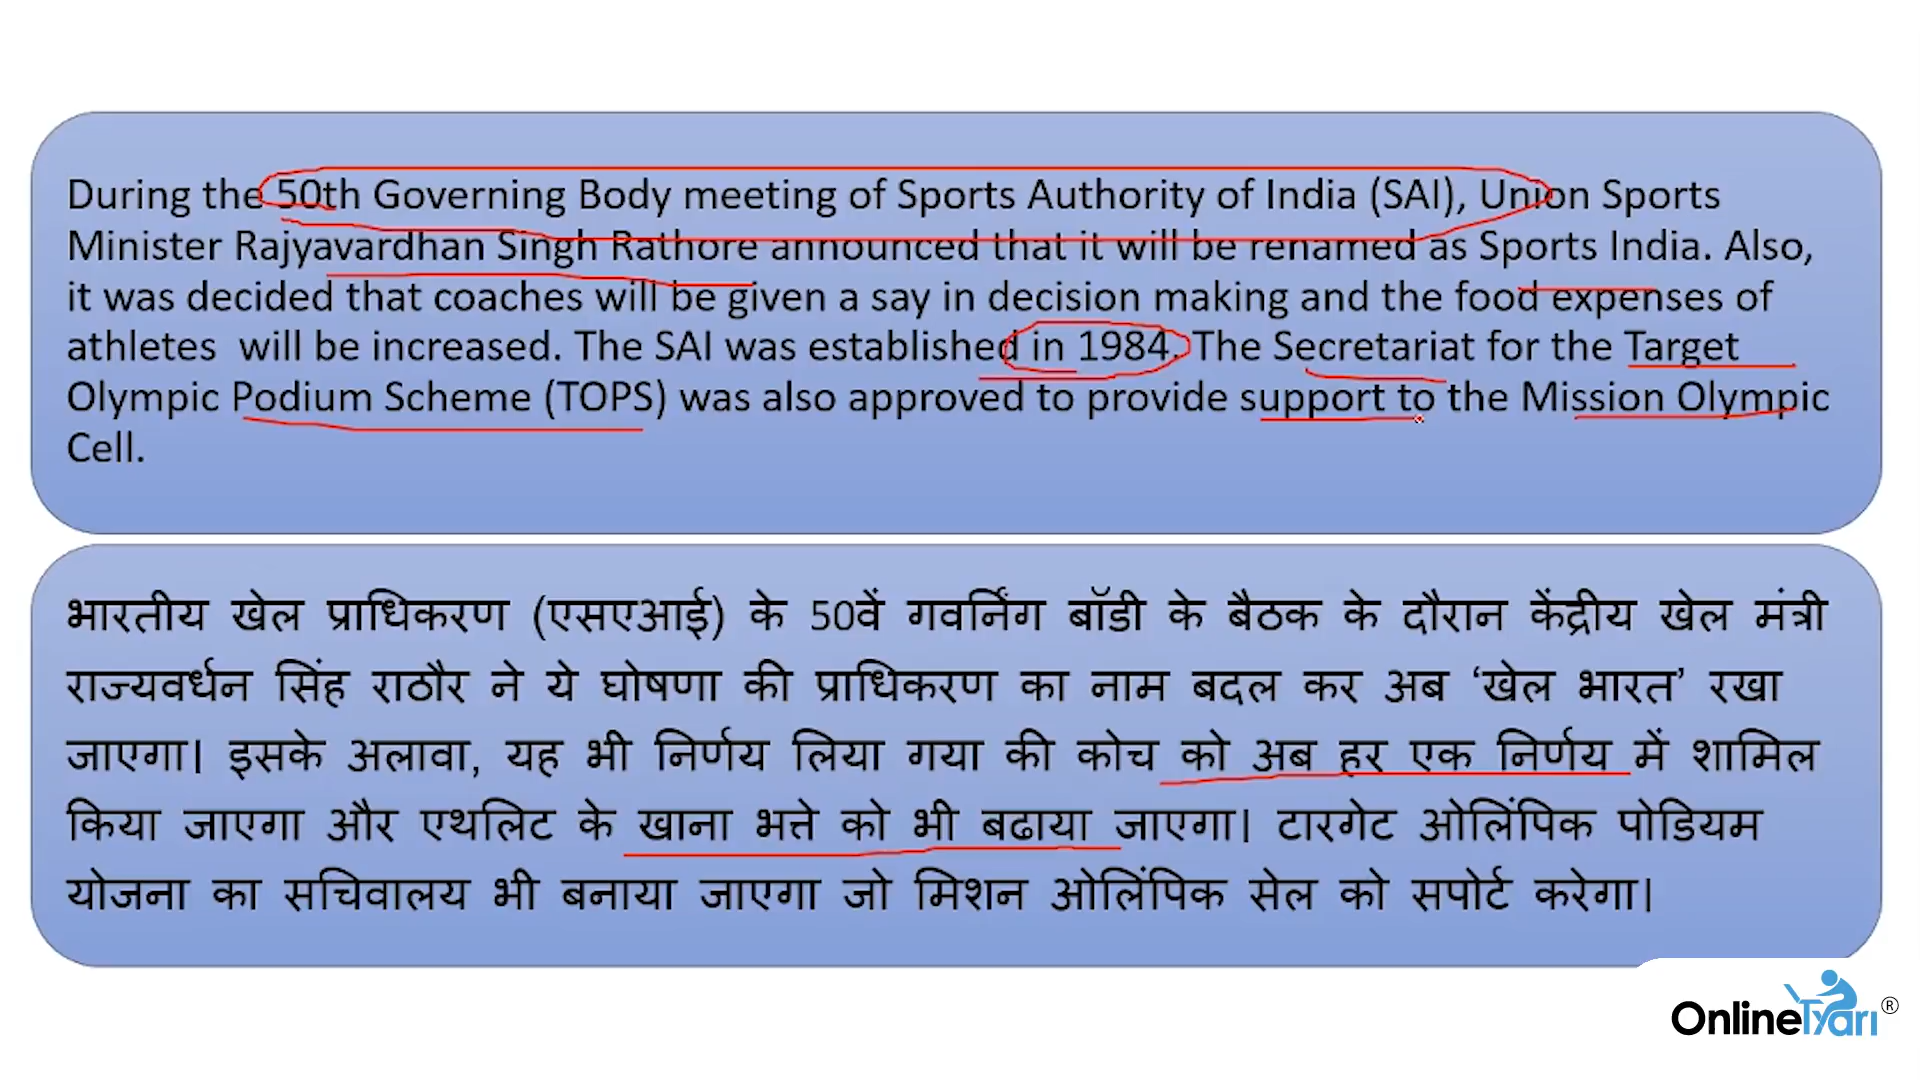 During the 50th Governing Body meeting of Sports Authority of India (SAI), Union Sports
Minister Rajyavardhan Singh Rathore announced that it will be renamed as Sports India. Also,
it was decided that coaches will be given a say in decision making and the food expenses of
athletes will be increased. The SAI was established in 1984. The Secretariat for the Target
Olympic Podium Scheme (TOPS) was also approved to provide support to the Mission Olympic
Cell.
भारतीय खेल प्राधिकरण (एसएआई) के 50वें गवर्निंग बॉडी के बैठक के दौरान केंद्रीय खेल मंत्री
राज्यवर्धन सिंह राठौर ने ये घोषणा की प्राधिकरण का नाम बदल कर अब ‘खेल भारत’ रखा
जाएगा। इसके अलावा, यह भी निर्णय लिया गया की कोच को अब हर एक निर्णय में शामिल
किया जाएगा और एथलिट के खाना भत्ते को भी बढाया जाएगा। टारगेट ओलिंपिक पोडियम
योजना का सचिवालय भी बनाया जाएगा जो मिशन ओलिंपिक सेल को सपोर्ट करेगा।
OnlineTyari®